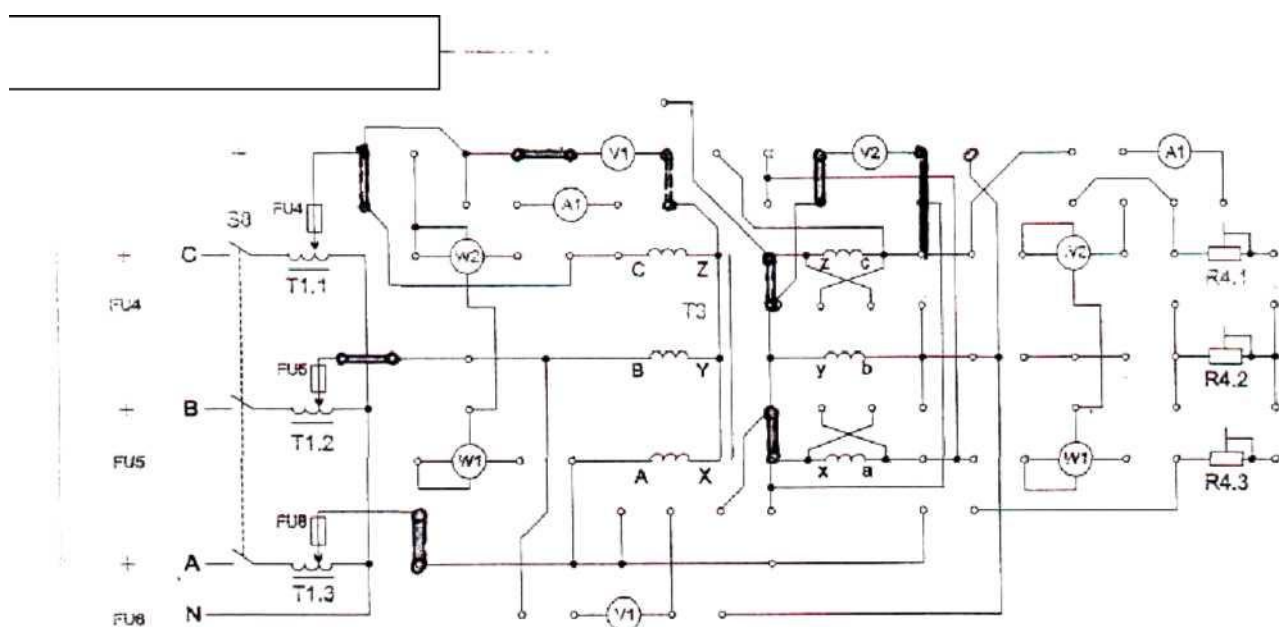 V1 V2 A1
FU4 S8 A1
C W2 C Z z c V2
T1.1 R4.1
FU4 T3
FU5 B Y y b
R4.2
B T1.2
FU5 W1 A X x a W1 R4.3
FU8
A T1.3
N V1
FU6